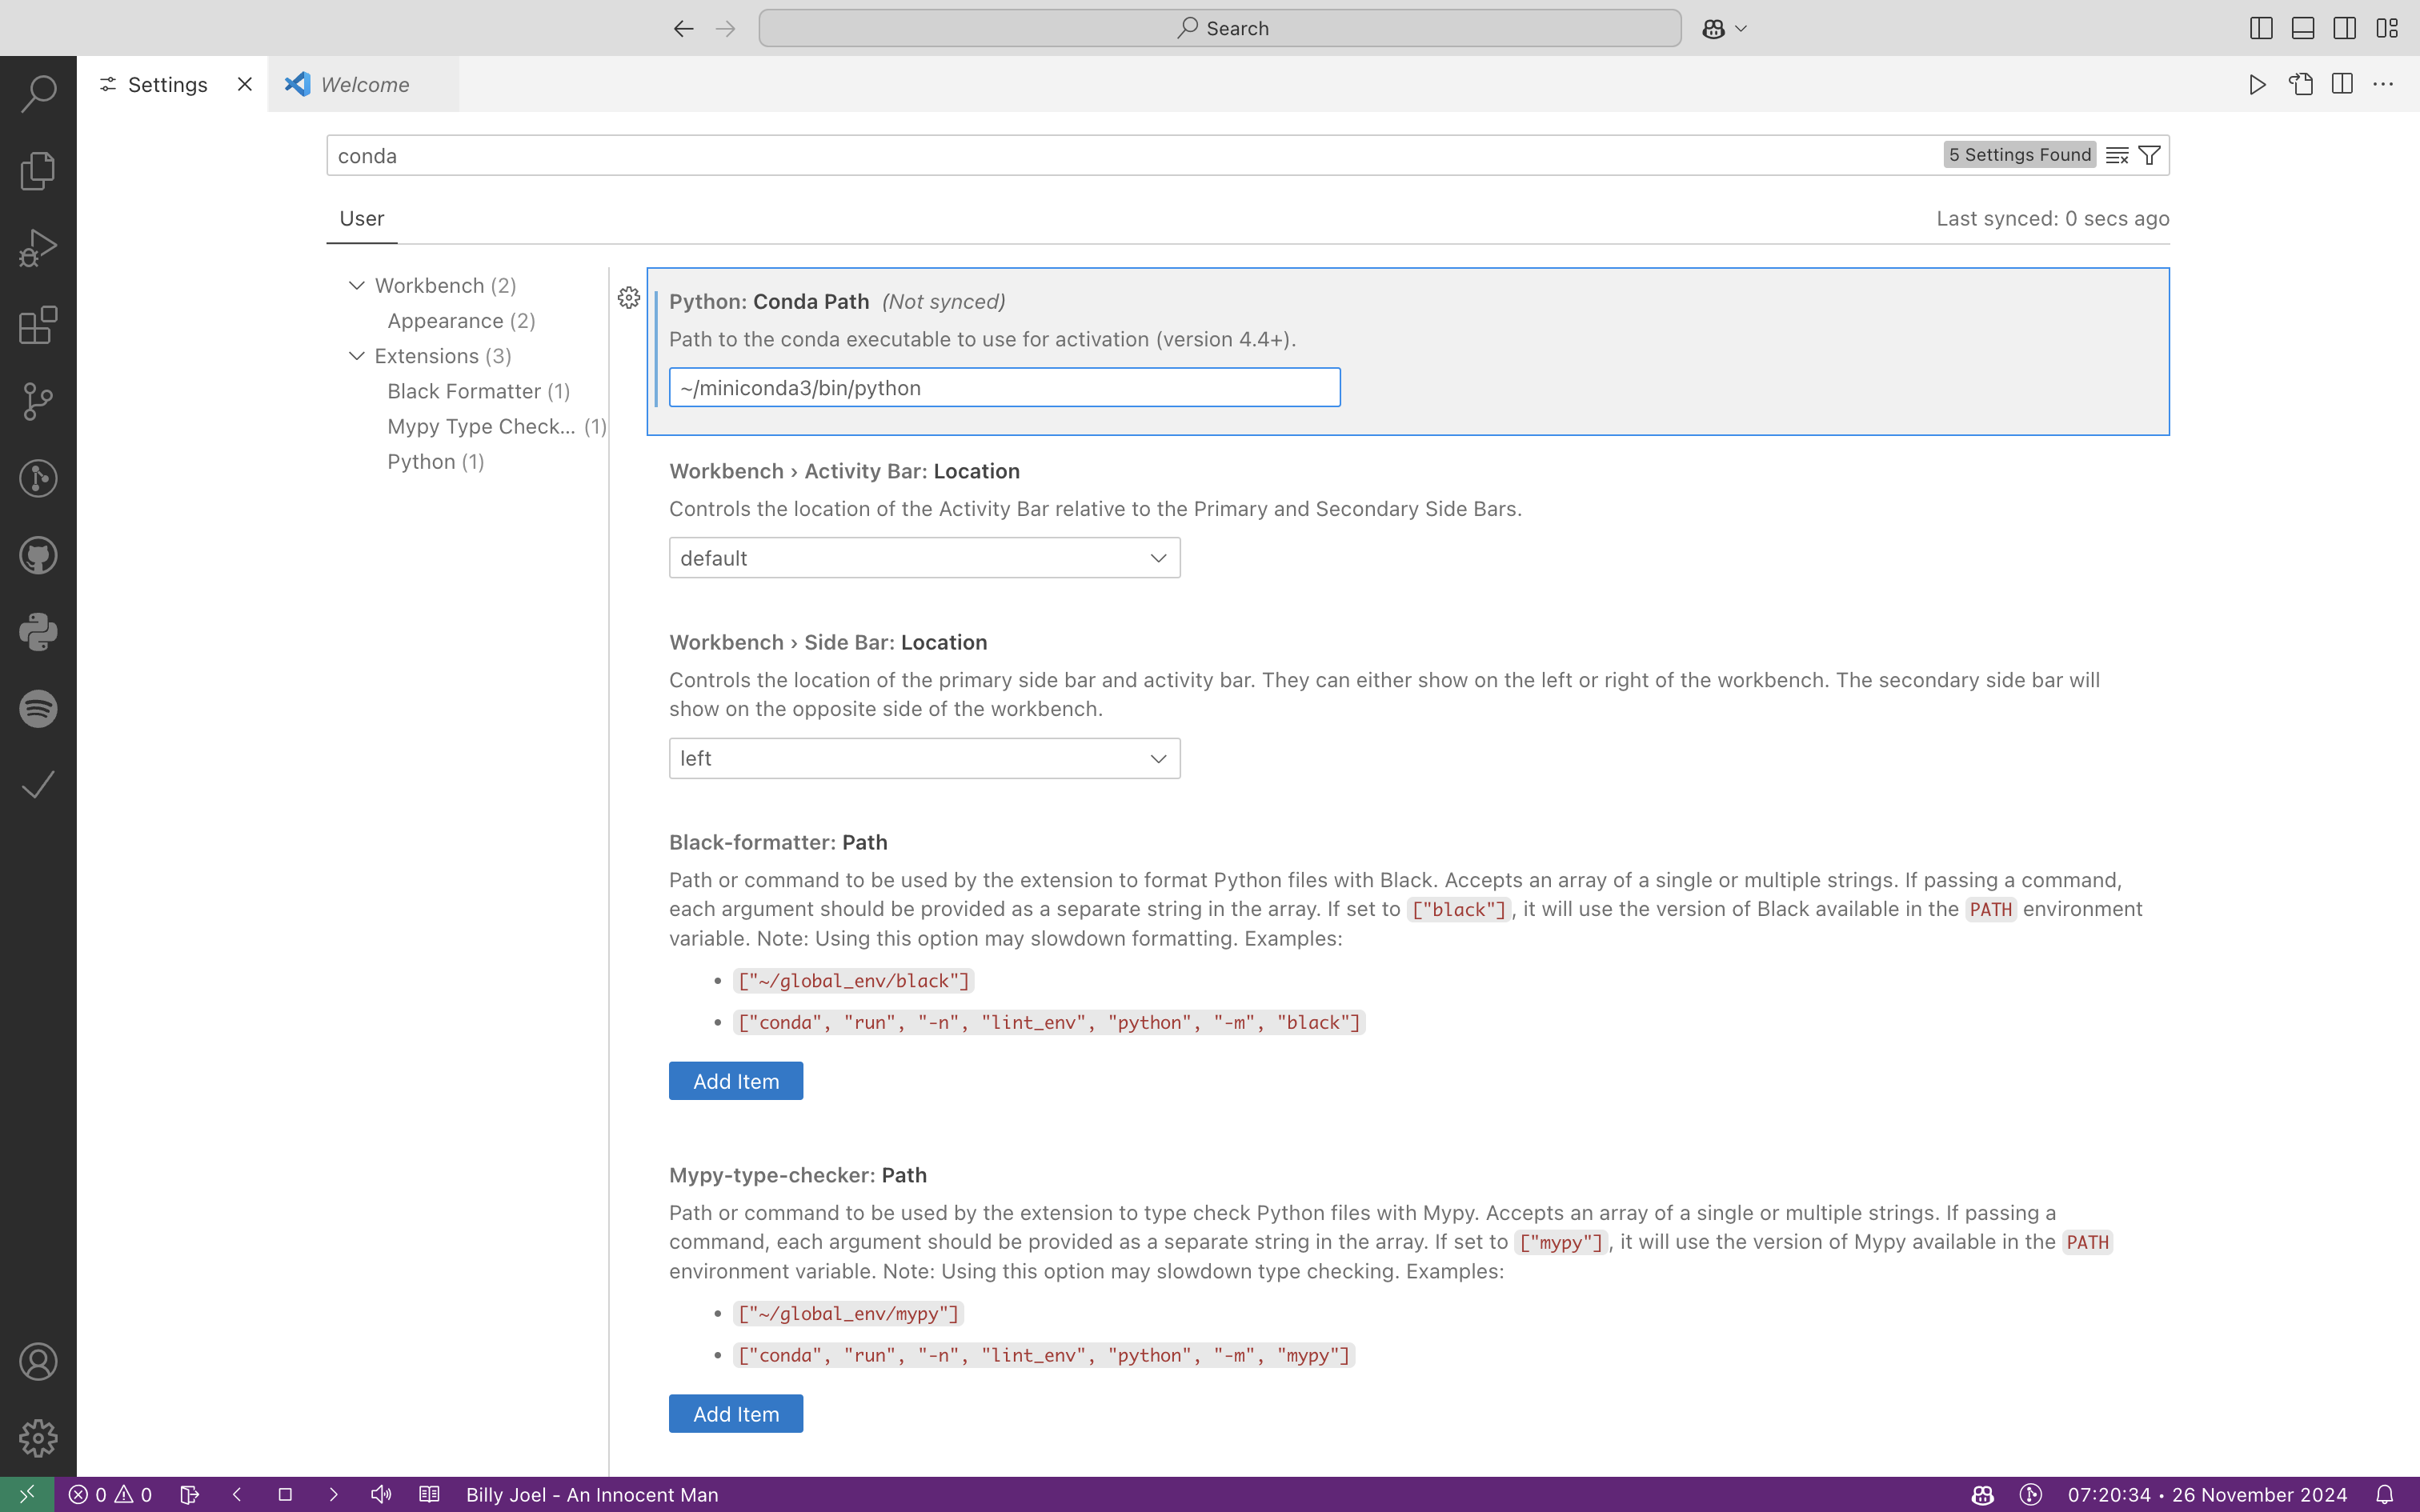 Search
Settings
Welcome
conda
5 Settings Found
User
Last synced: 0 secs ago
Workbench (2)
Appearance (2)
Extensions (3)
Black Formatter (1)
Mypy Type Check... (1)
Python (1)
Python: Conda Path (Not synced)
Path to the conda executable to use for activation (version 4.4+).
~/miniconda3/bin/python
Workbench › Activity Bar: Location
Controls the location of the Activity Bar relative to the Primary and Secondary Side Bars.
default
Workbench › Side Bar: Location
Controls the location of the primary side bar and activity bar. They can either show on the left or right of the workbench. The secondary side bar will
show on the opposite side of the workbench.
left
Black-formatter: Path
Path or command to be used by the extension to format Python files with Black. Accepts an array of a single or multiple strings. If passing a command,
each argument should be provided as a separate string in the array. If set to ["black"], it will use the version of Black available in the PATH environment
variable. Note: Using this option may slowdown formatting. Examples:
• ["~/global_env/black"]
• ["conda", "run", "-n", "lint_env", "python", "-m", "black"]
Add Item
Mypy-type-checker: Path
Path or command to be used by the extension to type check Python files with Mypy. Accepts an array of a single or multiple strings. If passing a
command, each argument should be provided as a separate string in the array. If set to ["mypy"], it will use the version of Mypy available in the PATH
environment variable. Note: Using this option may slowdown type checking. Examples:
• ["~/global_env/mypy"]
• ["conda", "run", "-n", "lint_env", "python", "-m", "mypy"]
Add Item
0 0 Billy Joel - An Innocent Man 07:20:34 • 26 November 2024